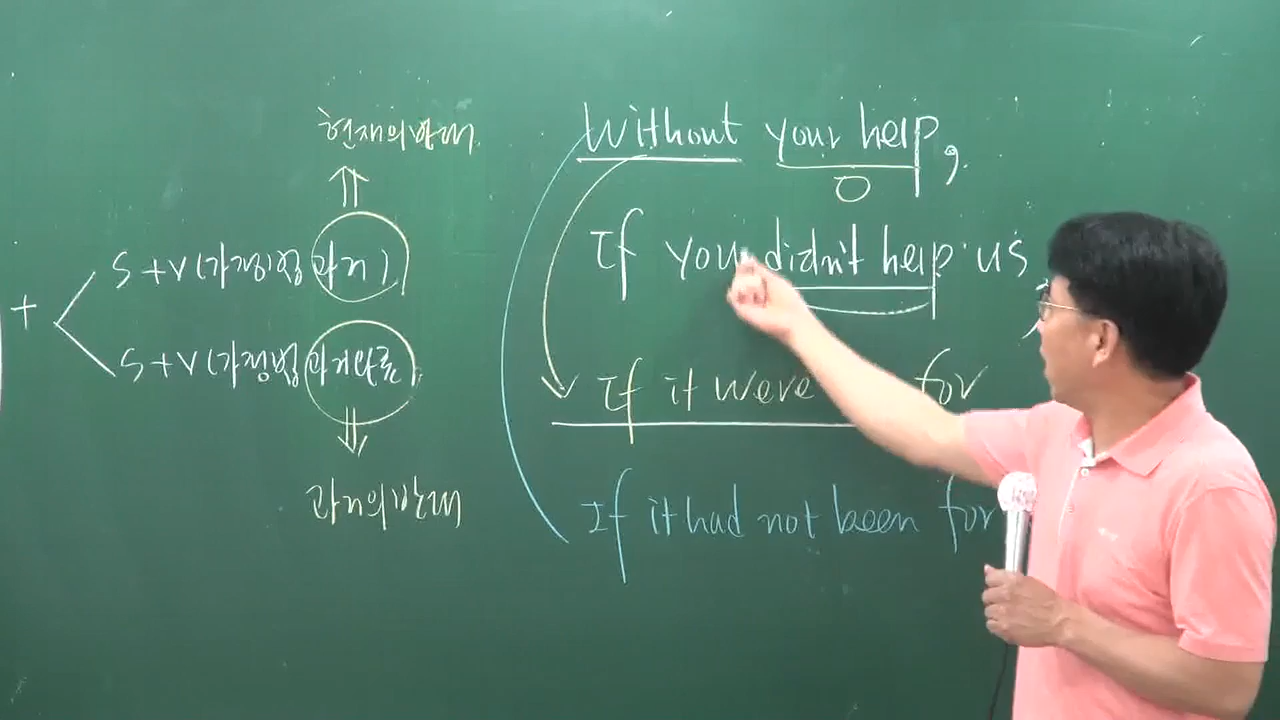 현재의 반대
+
S + V (가정법 과거)
S + V (가정법 과거완료)
과거의 반대
Without your help,
O
If you didn't help us,
If it were for
If it had not been for